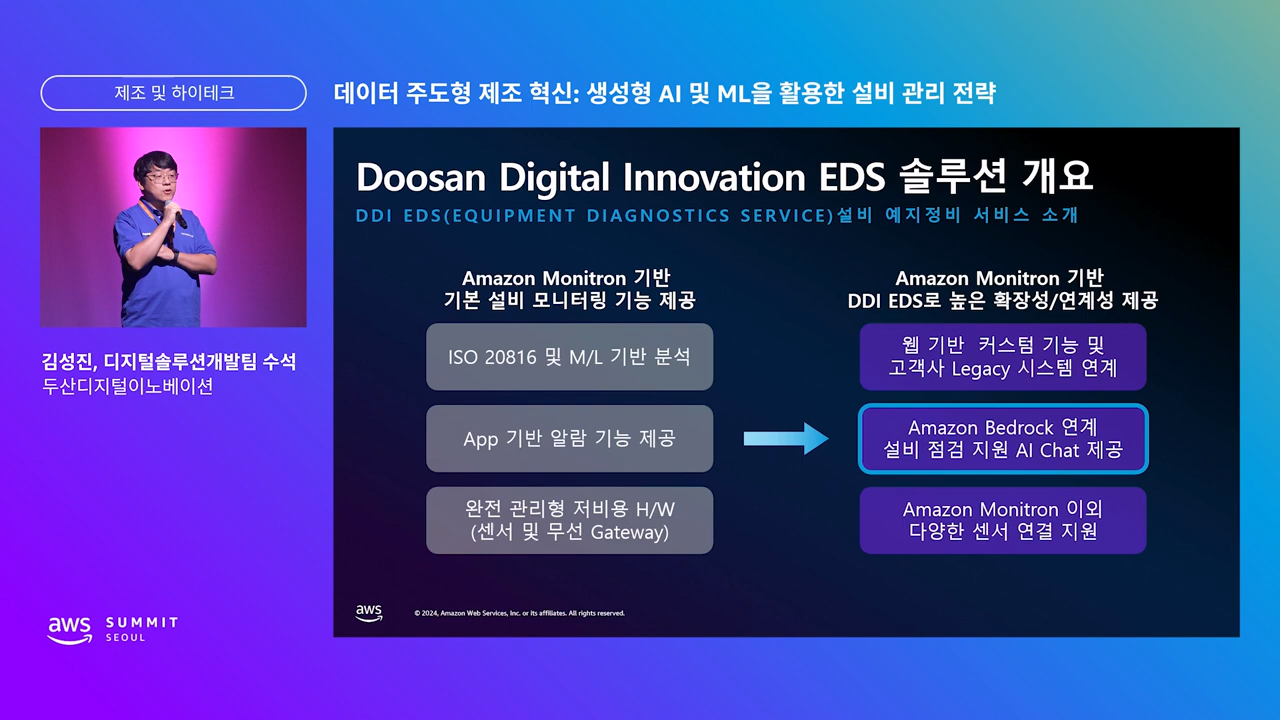 제조 및 하이테크
데이터 주도형 제조 혁신: 생성형 AI 및 ML을 활용한 설비 관리 전략
김성진, 디지털솔루션개발팀 수석
두산디지털이노베이션
Doosan Digital Innovation EDS 솔루션 개요
DDI EDS(EQUIPMENT DIAGNOSTICS SERVICE)설비 예지정비 서비스 소개
Amazon Monitron 기반
기본 설비 모니터링 기능 제공
ISO 20816 및 M/L 기반 분석
App 기반 알람 기능 제공
완전 관리형 저비용 H/W
(센서 및 무선 Gateway)
Amazon Monitron 기반
DDI EDS로 높은 확장성/연계성 제공
웹 기반 커스텀 기능 및
고객사 Legacy 시스템 연계
Amazon Bedrock 연계
설비 점검 지원 AI Chat 제공
Amazon Monitron 이외
다양한 센서 연결 지원
aws
© 2024, Amazon Web Services, Inc. or its affiliates. All rights reserved.
aws SUMMIT
SEOUL